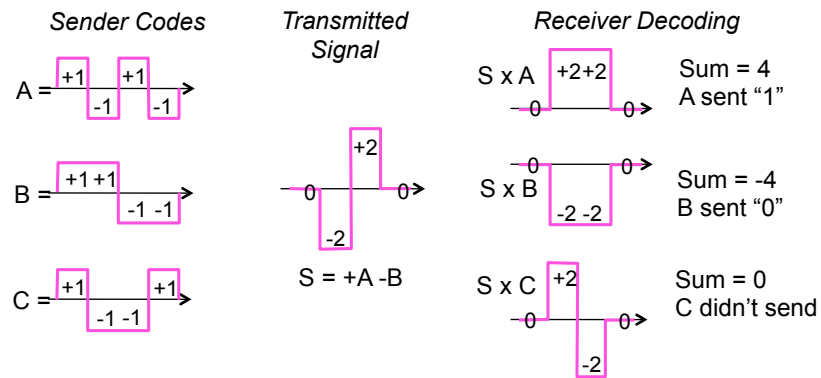 Sender Codes
Transmitted
Signal
Receiver Decoding
A =
+1
-1
+1
-1
B =
+1 +1
-1 -1
C =
+1
-1 -1
+1
0
-2
+2
0
S = +A -B
S x A
0
+2+2
0
Sum = 4
A sent “1”
S x B
0
-2 -2
0
Sum = -4
B sent “0”
S x C
0
+2
-2
0
Sum = 0
C didn’t send